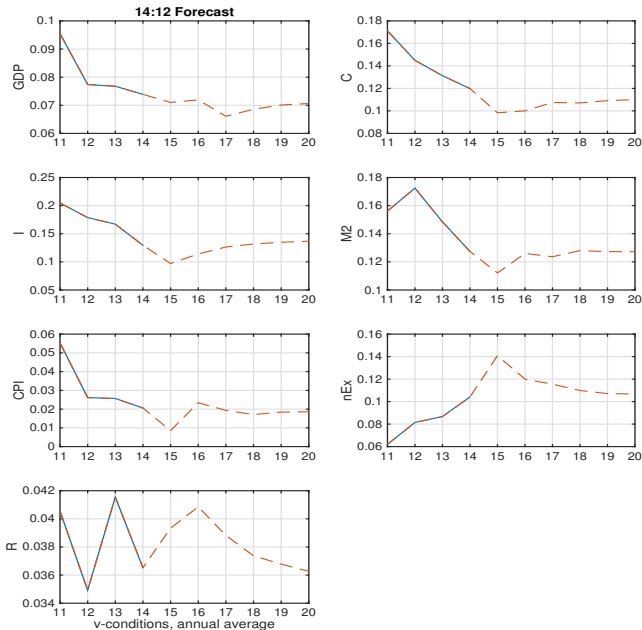 14:12 Forecast
GDP
0.1
0.09
0.08
0.07
0.06
11 12 13 14 15 16 17 18 19 20
C
0.18
0.16
0.14
0.12
0.1
0.08
11 12 13 14 15 16 17 18 19 20
I
0.25
0.2
0.15
0.1
0.05
11 12 13 14 15 16 17 18 19 20
M2
0.18
0.16
0.14
0.12
0.1
11 12 13 14 15 16 17 18 19 20
CPI
0.06
0.05
0.04
0.03
0.02
0.01
0
11 12 13 14 15 16 17 18 19 20
nEx
0.16
0.14
0.12
0.1
0.08
0.06
11 12 13 14 15 16 17 18 19 20
R
0.042
0.04
0.038
0.036
0.034
11 12 13 14 15 16 17 18 19 20
v-conditions, annual average